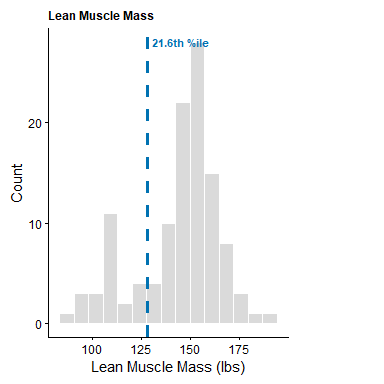 Lean Muscle Mass
21.6th %ile
20
10
0
Count
100 125 150 175
Lean Muscle Mass (lbs)